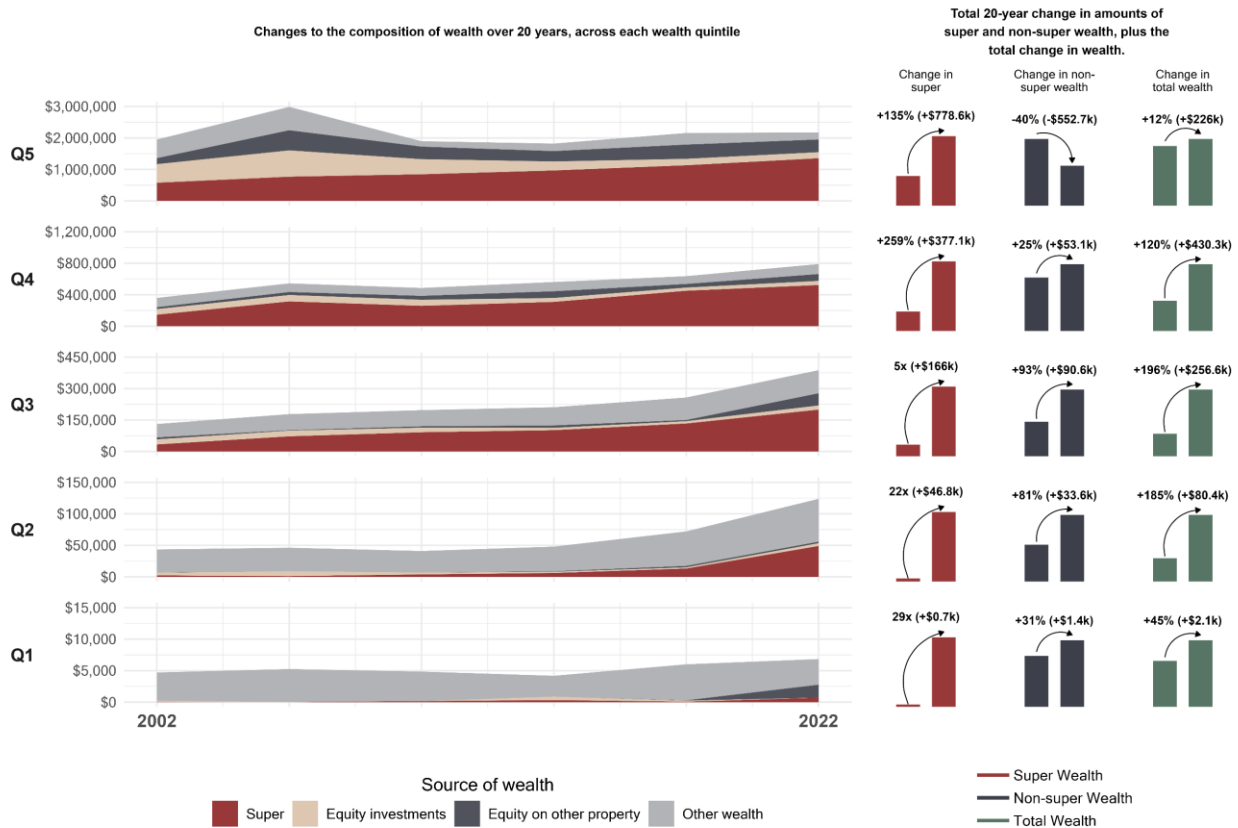 Changes to the composition of wealth over 20 years, across each wealth quintile
Total 20-year change in amounts of
super and non-super wealth, plus the
total change in wealth.
Change in
super
Change in non-
super wealth
Change in
total wealth
Q5
$3,000,000
$2,000,000
$1,000,000
$0
+135% (+$778.6k)
-40% (-$552.7k)
+12% (+$226k)
Q4
$1,200,000
$800,000
$400,000
$0
+259% (+$377.1k)
+25% (+$53.1k)
+120% (+$430.3k)
Q3
$450,000
$300,000
$150,000
$0
5x (+$166k)
+93% (+$90.6k)
+196% (+$256.6k)
Q2
$150,000
$100,000
$50,000
$0
22x (+$46.8k)
+81% (+$33.6k)
+185% (+$80.4k)
Q1
$15,000
$10,000
$5,000
$0
29x (+$0.7k)
+31% (+$1.4k)
+45% (+$2.1k)
2002
2022
Source of wealth
Super
Equity investments
Equity on other property
Other wealth
Super Wealth
Non-super Wealth
Total Wealth